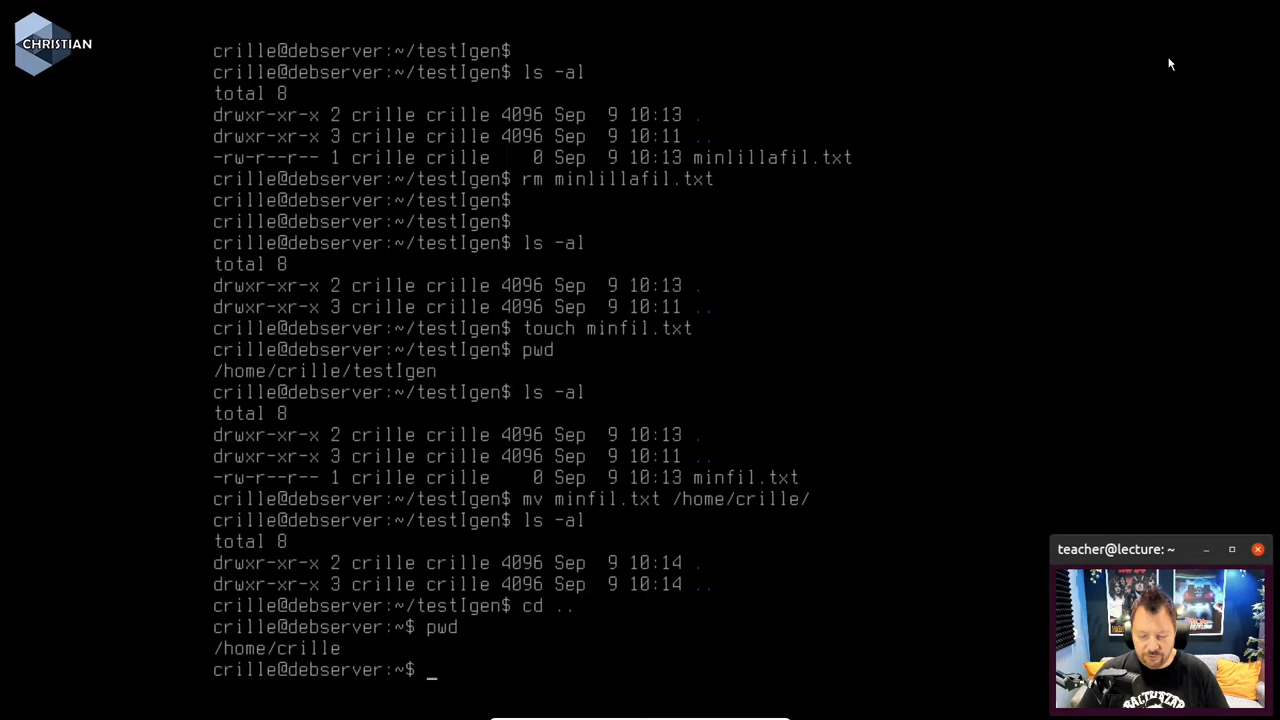 CHRISTIAN
crille@debserver:~/testIgen$
crille@debserver:~/testIgen$ ls -al
total 8
drwxr-xr-x 2 crille crille 4096 Sep  9 10:13 .
drwxr-xr-x 3 crille crille 4096 Sep  9 10:11 ..
-rw-r--r-- 1 crille crille    0 Sep  9 10:13 minlillafil.txt
crille@debserver:~/testIgen$ rm minlillafil.txt
crille@debserver:~/testIgen$
crille@debserver:~/testIgen$
crille@debserver:~/testIgen$ ls -al
total 8
drwxr-xr-x 2 crille crille 4096 Sep  9 10:13 .
drwxr-xr-x 3 crille crille 4096 Sep  9 10:11 ..
crille@debserver:~/testIgen$ touch minfil.txt
crille@debserver:~/testIgen$ pwd
/home/crille/testIgen
crille@debserver:~/testIgen$ ls -al
total 8
drwxr-xr-x 2 crille crille 4096 Sep  9 10:13 .
drwxr-xr-x 3 crille crille 4096 Sep  9 10:11 ..
-rw-r--r-- 1 crille crille    0 Sep  9 10:13 minfil.txt
crille@debserver:~/testIgen$ mv minfil.txt /home/crille/
crille@debserver:~/testIgen$ ls -al
total 8
drwxr-xr-x 2 crille crille 4096 Sep  9 10:14 .
drwxr-xr-x 3 crille crille 4096 Sep  9 10:14 ..
crille@debserver:~/testIgen$ cd ..
crille@debserver:~$ pwd
/home/crille
crille@debserver:~$ _
teacher@lecture: ~